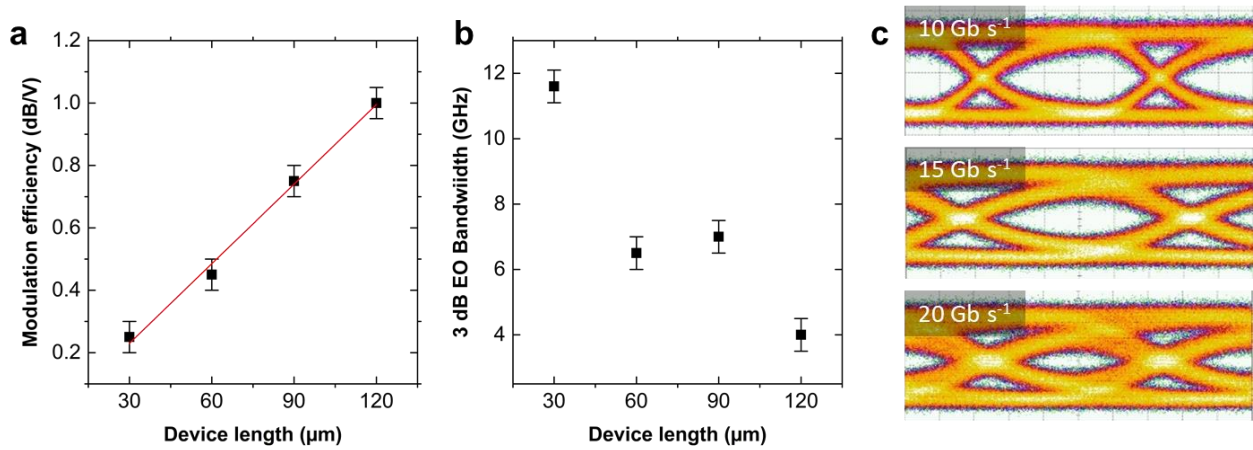 a
Modulation efficiency (dB/V)
1.2
1.0
0.8
0.6
0.4
0.2
30 60 90 120
Device length (µm)
b
3 dB EO Bandwiidth (GHz)
12
10
8
6
4
30 60 90 120
Device length (µm)
c
10 Gb s-1
15 Gb s-1
20 Gb s-1